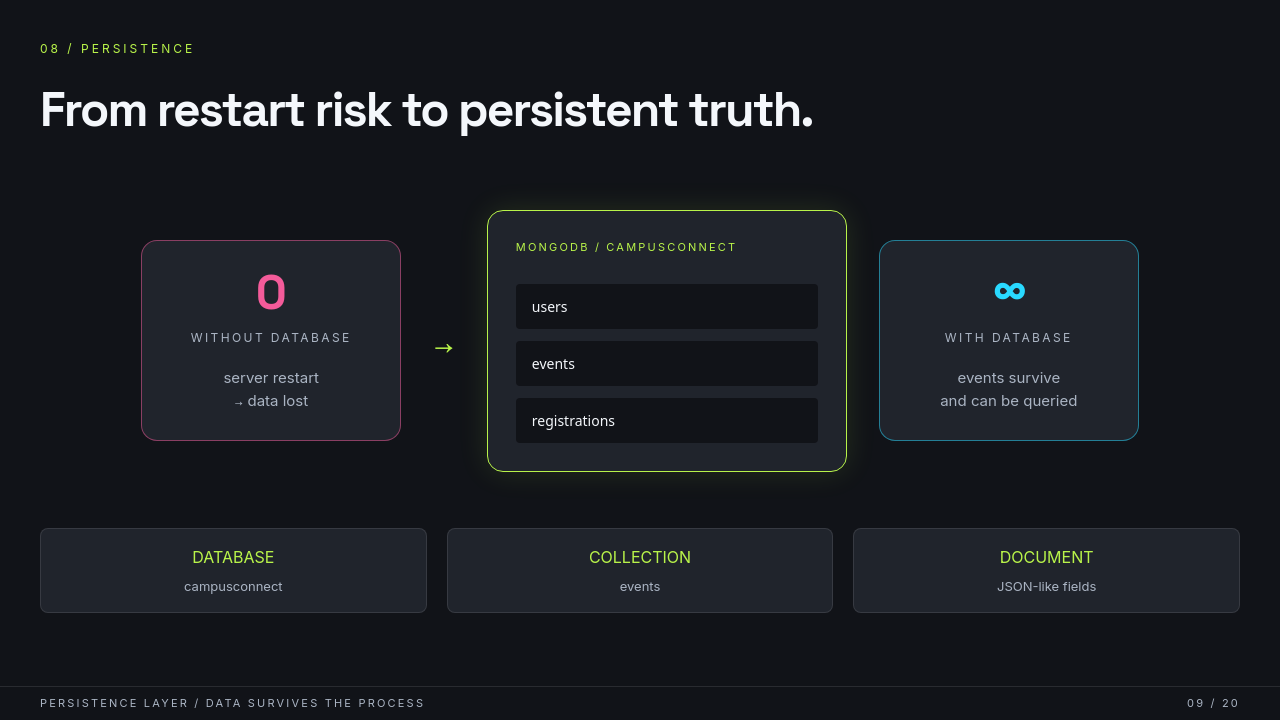 08 / PERSISTENCE
From restart risk to persistent truth.
0
WITHOUT DATABASE
server restart
→ data lost
→
MONGODB / CAMPUSCONNECT
users
events
registrations
∞
WITH DATABASE
events survive
and can be queried
DATABASE
campusconnect
COLLECTION
events
DOCUMENT
JSON-like fields
PERSISTENCE LAYER / DATA SURVIVES THE PROCESS
09 / 20